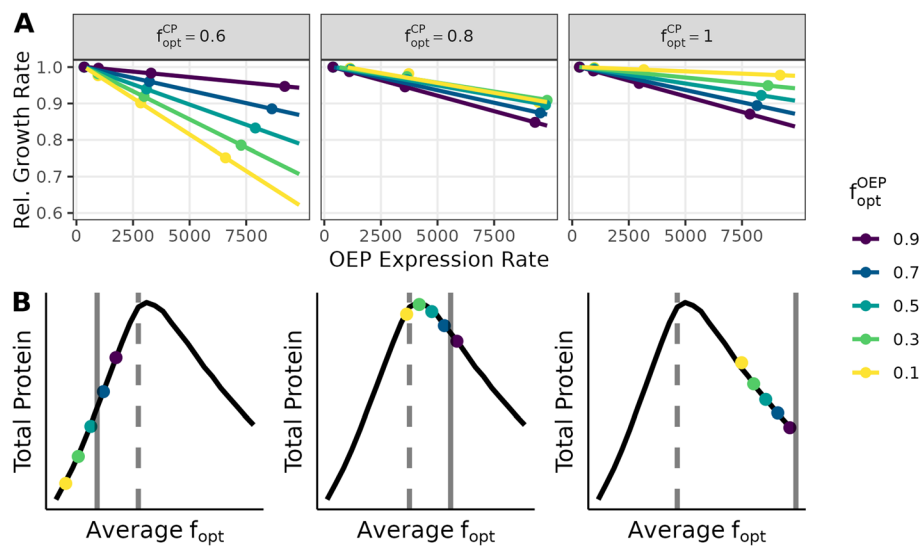 A
f_opt^CP = 0.6
f_opt^CP = 0.8
f_opt^CP = 1
Rel. Growth Rate
1.0
0.9
0.8
0.7
0.6
0 2500 5000 7500
0 2500 5000 7500
0 2500 5000 7500
OEP Expression Rate
f_opt^OEP
0.9
0.7
0.5
0.3
0.1
B
Total Protein
Total Protein
Total Protein
Average f_opt
Average f_opt
Average f_opt